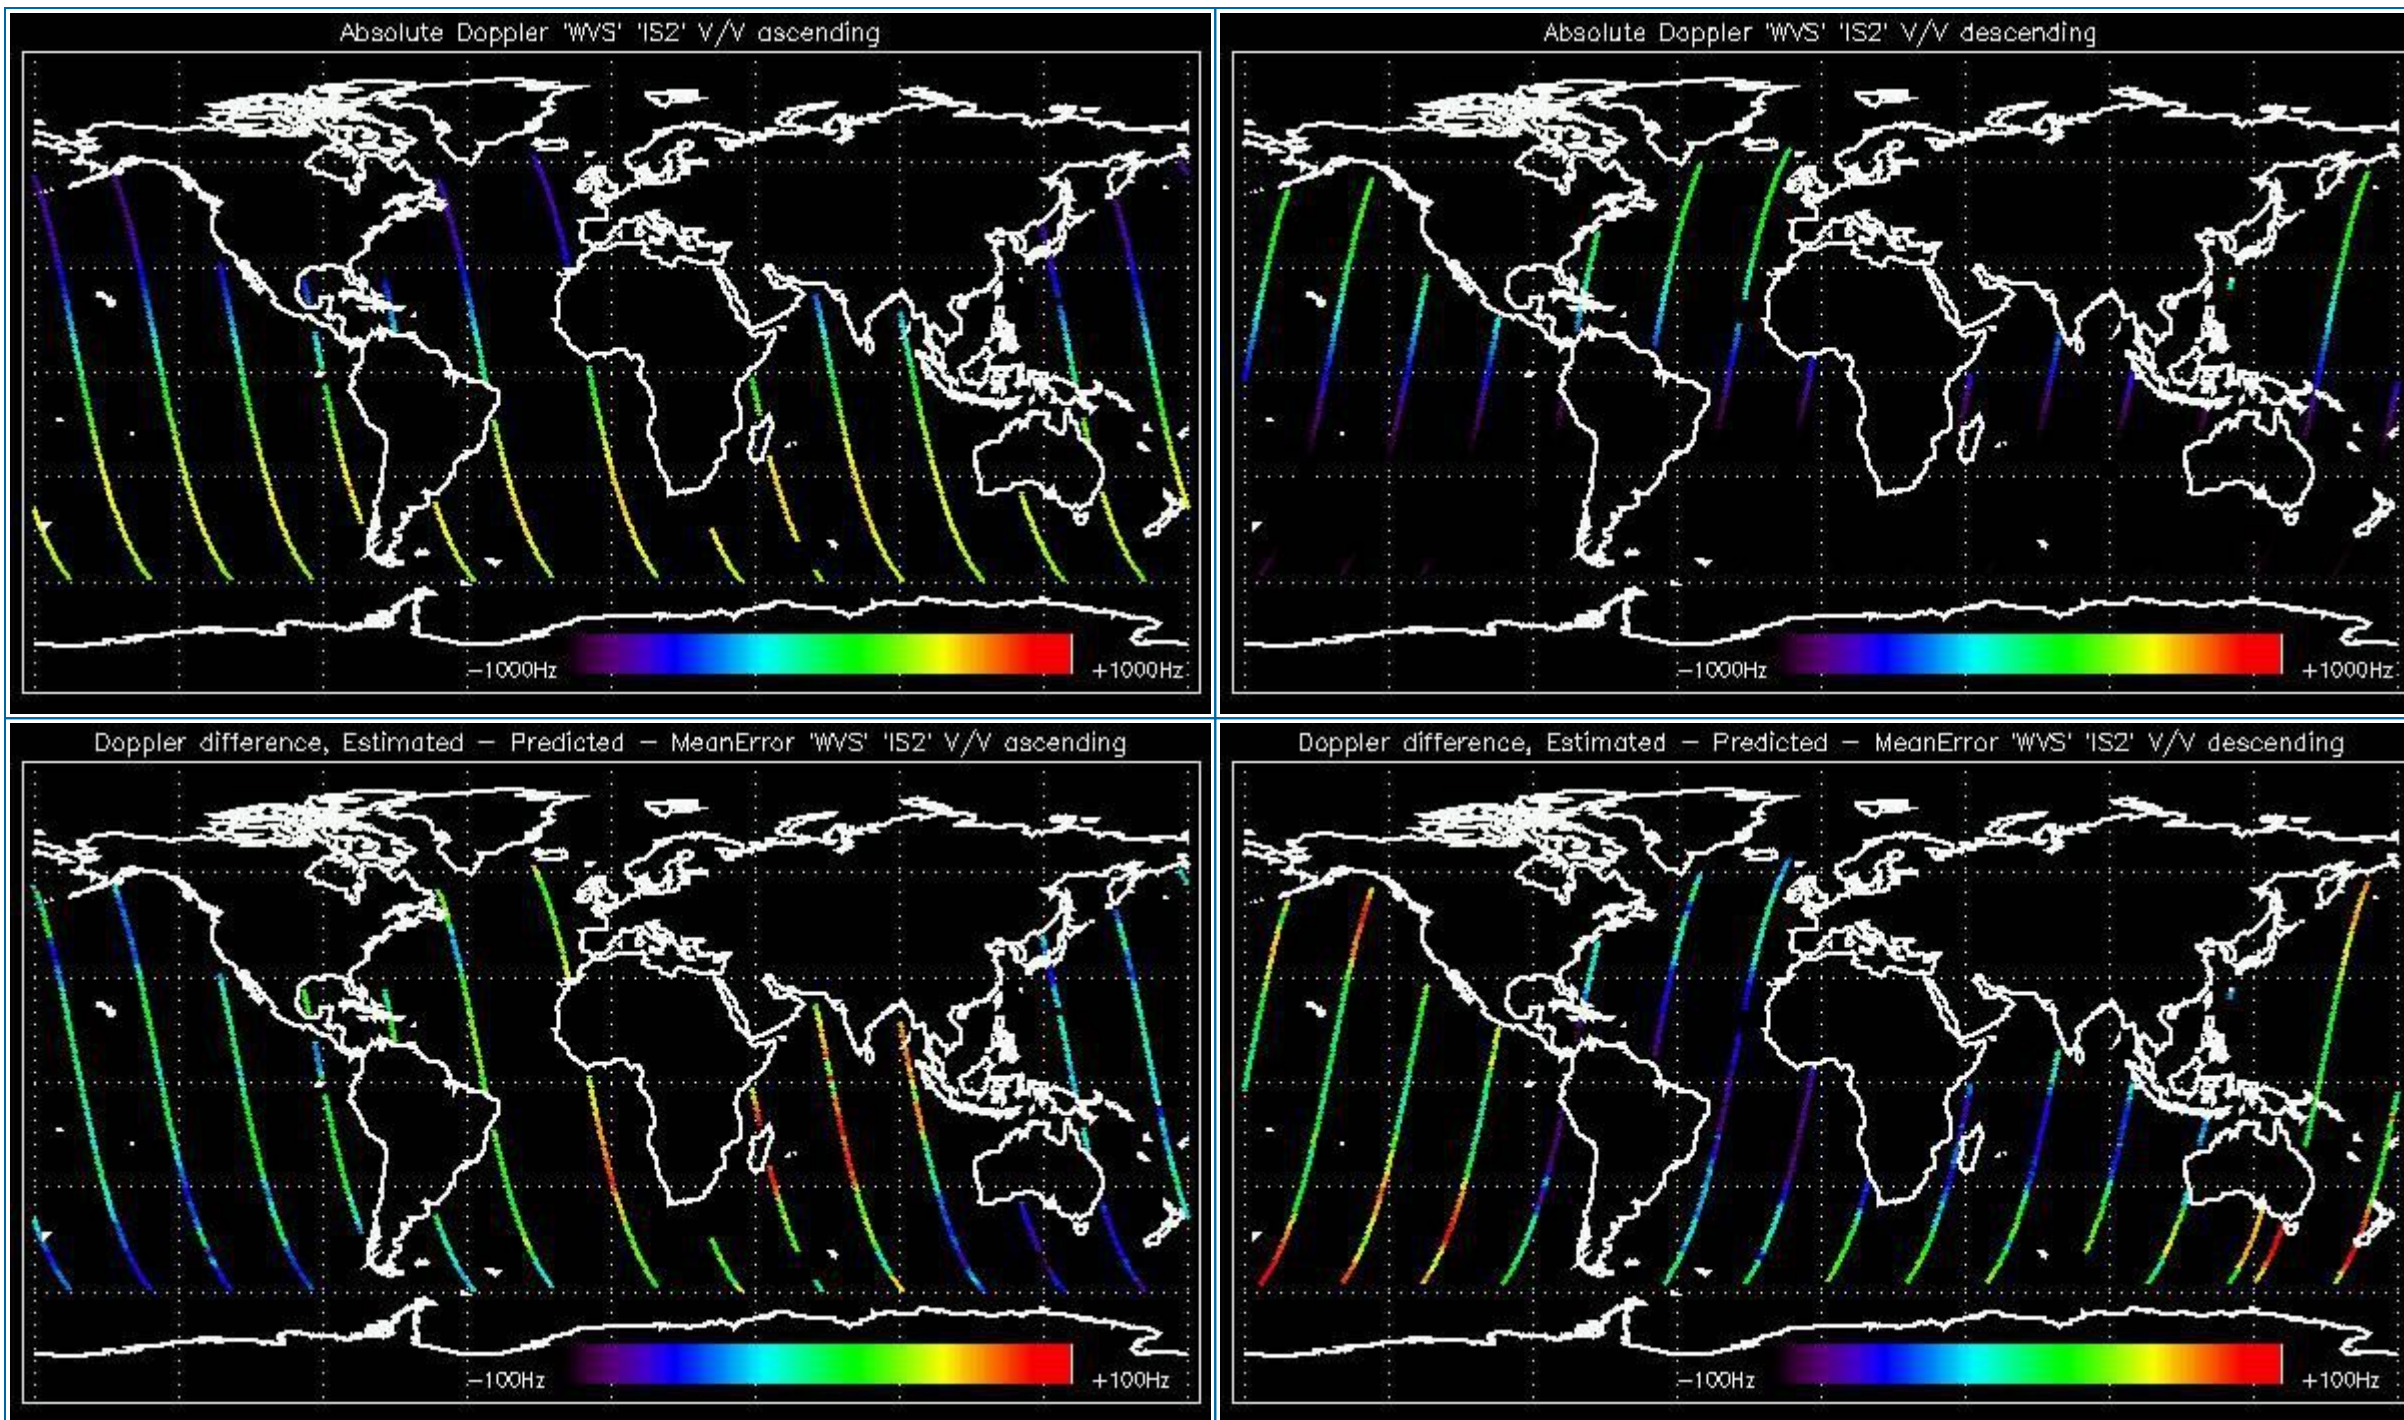 Absolute Doppler 'WVS' 'IS2' V/V ascending
−1000Hz
+1000Hz
Absolute Doppler 'WVS' 'IS2' V/V descending
−1000Hz
+1000Hz
Doppler difference, Estimated − Predicted − MeanError 'WVS' 'IS2' V/V ascending
−100Hz
+100Hz
Doppler difference, Estimated − Predicted − MeanError 'WVS' 'IS2' V/V descending
−100Hz
+100Hz